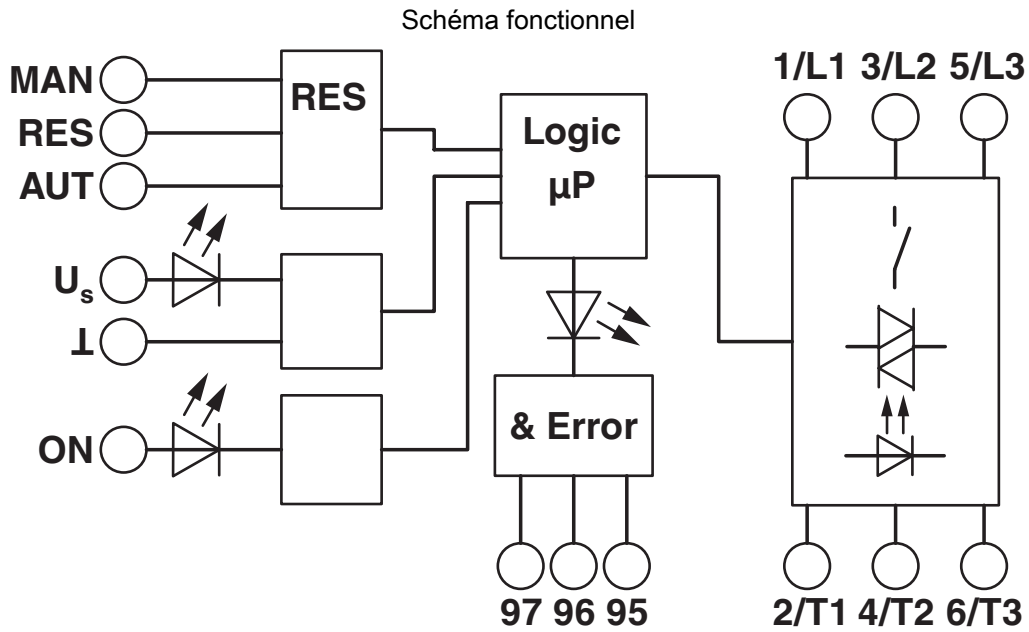 Schéma fonctionnel
MAN
RES
AUT
Us
⊥
ON
RES
Logic
µP
& Error
97 96 95
1/L1 3/L2 5/L3
2/T1 4/T2 6/T3